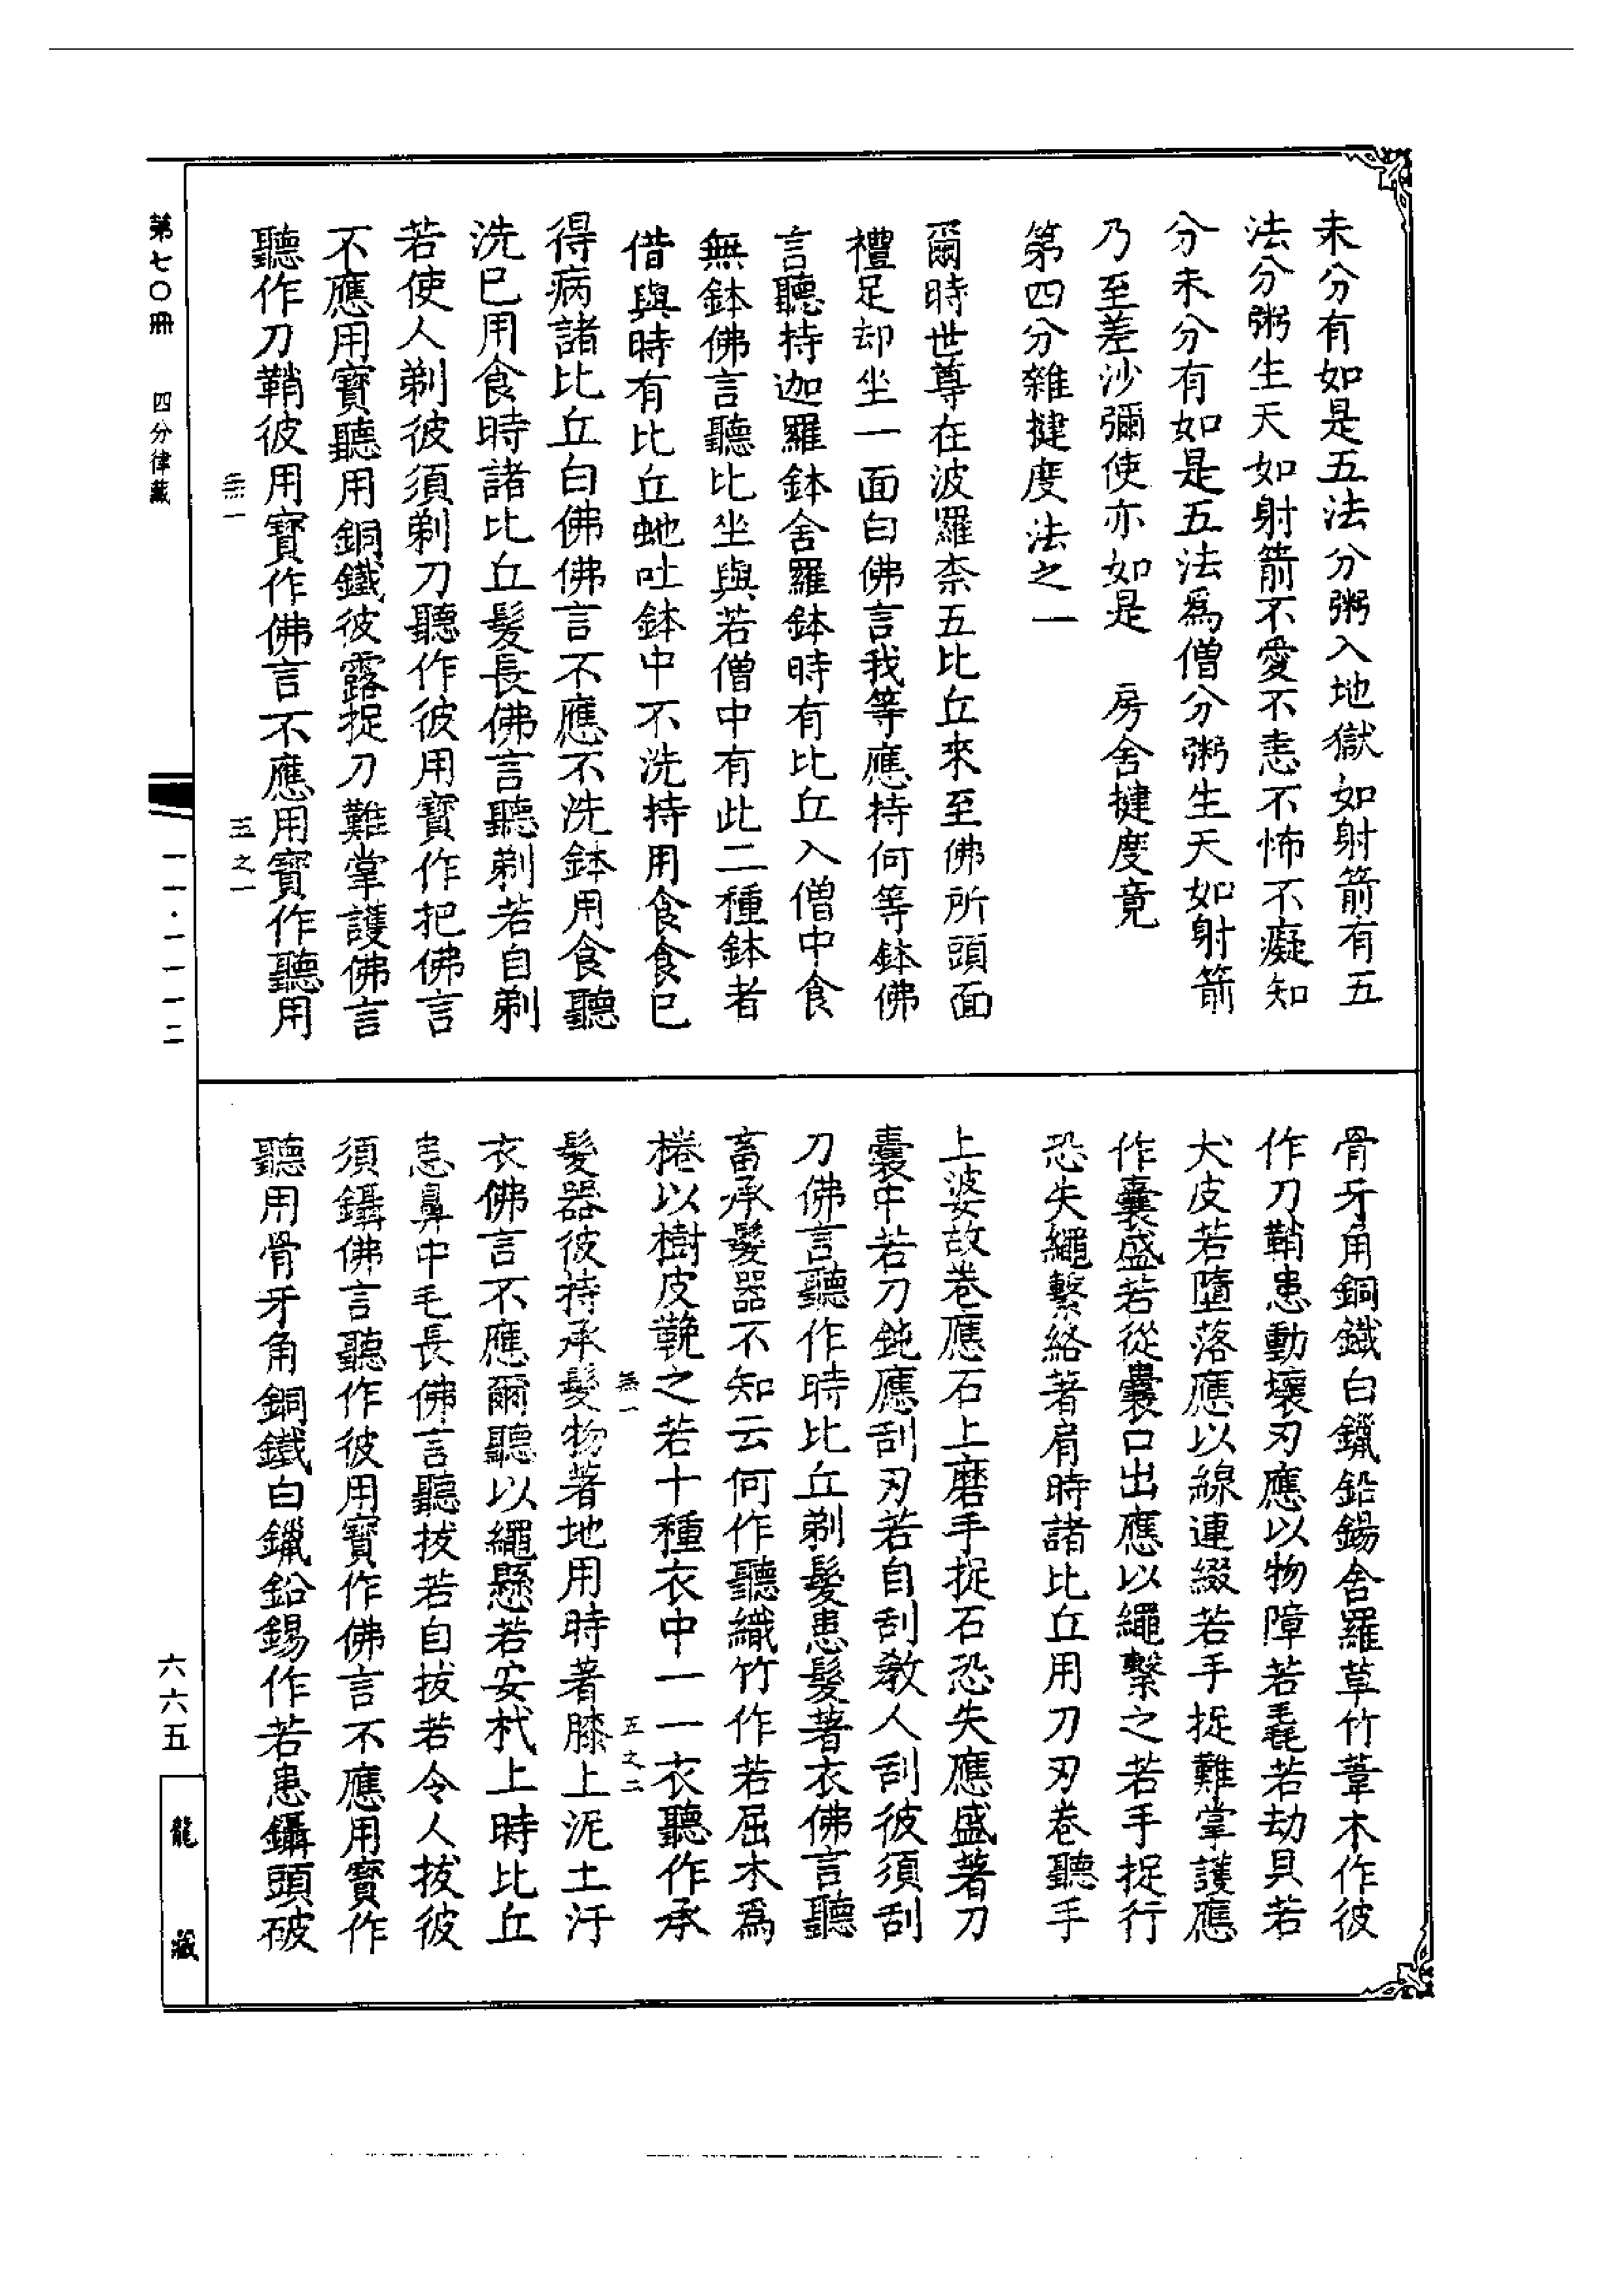 未分有如是五法分粥入地獄如射箭有五
法分粥生天如射箭不愛不恚不怖不癡知
分未分有如是五法爲僧分粥生天如射箭
乃至差沙彌使亦如是　房舍揵度竟
第四分雜揵度法之一
爾時世尊在波羅柰五比丘來至佛所頭面
禮足却坐一面白佛言我等應持何等鉢佛
言聽持迦羅鉢舍羅鉢時有比丘入僧中食
無鉢佛言聽比坐與若僧中有此二種鉢者
借與時有比丘虵吐鉢中不洗持用食食已
得病諸比丘白佛佛言不應不洗鉢用食聽
洗已用食時諸比丘髮長佛言聽剃若自剃
若使人剃彼須剃刀聽作彼用寶作把佛言
不應用寶聽用銅鐵彼露捉刀難掌護佛言
聽作刀鞘彼用寶作佛言不應用寶作聽用
無一
五之一
骨牙角銅鐵白鑞鉛錫舍羅草竹葦木作彼
作刀鞘患動壞刃應以物障若毳若劫貝若
犬皮若墮落應以線連綴若手捉難掌護應
作囊盛若從囊口出應以繩繫之若手捉行
恐失繩繫絡著肩時諸比丘用刀刃卷聽手
上婆故卷應石上磨手捉石恐失應盛著刀
囊中若刀鈍應刮刃若自刮教人刮彼須刮
刀佛言聽作時比丘剃髮患髮著衣佛言聽
畜承髮器不知云何作聽織竹作若屈木爲
棬以樹皮鞔之若十種衣中一一衣聽作承
無一
五之二
髮器彼持承髮物著地用時著膝上泥土汙
衣佛言不應爾聽以繩懸若安杙上時比丘
患鼻中毛長佛言聽拔若自拔若令人拔彼
須鑷佛言聽作彼用寶作佛言不應用寶作
聽用骨牙角銅鐵白鑞鉛錫作若患鑷頭破
第七〇冊
四分律藏
一一·一一一二
六六五
龍藏